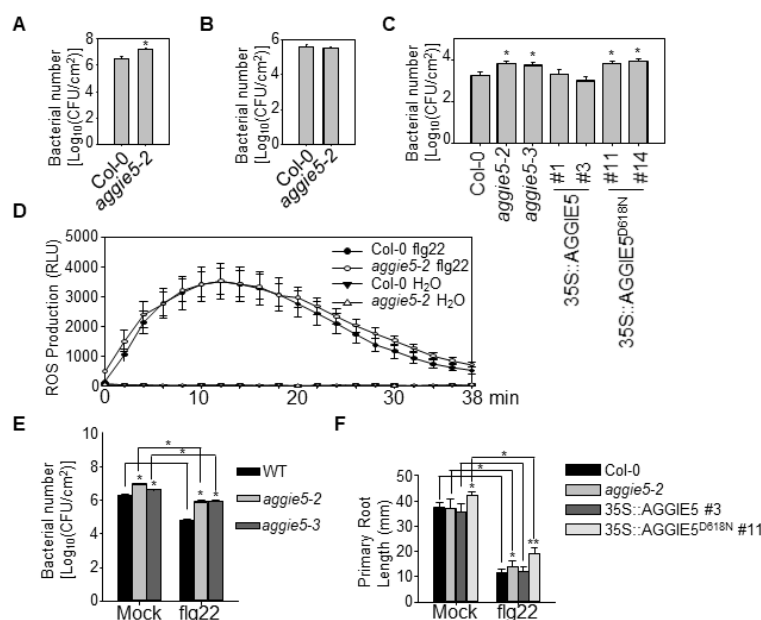 A
Bacterial number
[Log10(CFU/cm²)]
8
6
4
2
0
*
Col-0
aggie5-2
B
Bacterial number
[Log10(CFU/cm²)]
6
4
2
0
Col-0
aggie5-2
C
Bacterial number
[Log10(CFU/cm²)]
6
4
2
0
* * * *
Col-0
aggie5-2
aggie5-3
#1
#3
35S::AGGIE5
#11
#14
35S::AGGIE5D618N
D
ROS Production (RLU)
5000
4000
3000
2000
1000
0
0 10 20 30 38 min
Col-0 flg22
aggie5-2 flg22
Col-0 H2O
aggie5-2 H2O
E
Bacterial number
[Log10(CFU/cm²)]
10
8
6
4
2
0
*
*
* *
* *
Mock flg22
WT
aggie5-2
aggie5-3
F
Primary Root
Length (mm)
50
40
30
20
10
0
*
*
*
* **
Mock flg22
Col-0
aggie5-2
35S::AGGIE5 #3
35S::AGGIE5D618N #11